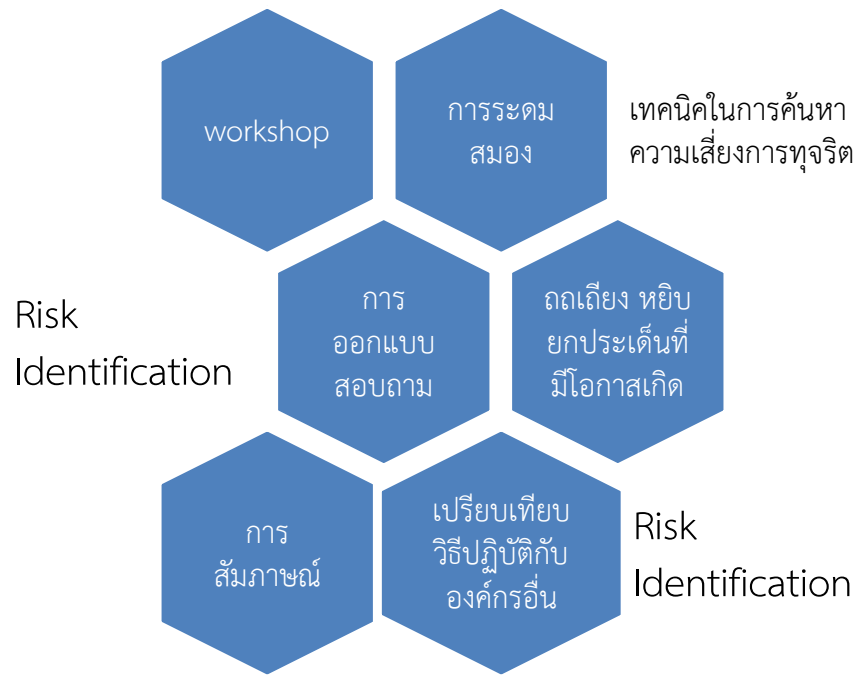 workshop
การระดม
สมอง
เทคนิคในการค้นหา
ความเสี่ยงการทุจริต
Risk
Identification
การ
ออกแบบ
สอบถาม
ถถเถียง หยิบ
ยกประเด็นที่
มีโอกาสเกิด
การ
สัมภาษณ์
เปรียบเทียบ
วิธีปฏิบัติกับ
องค์กรอื่น
Risk
Identification